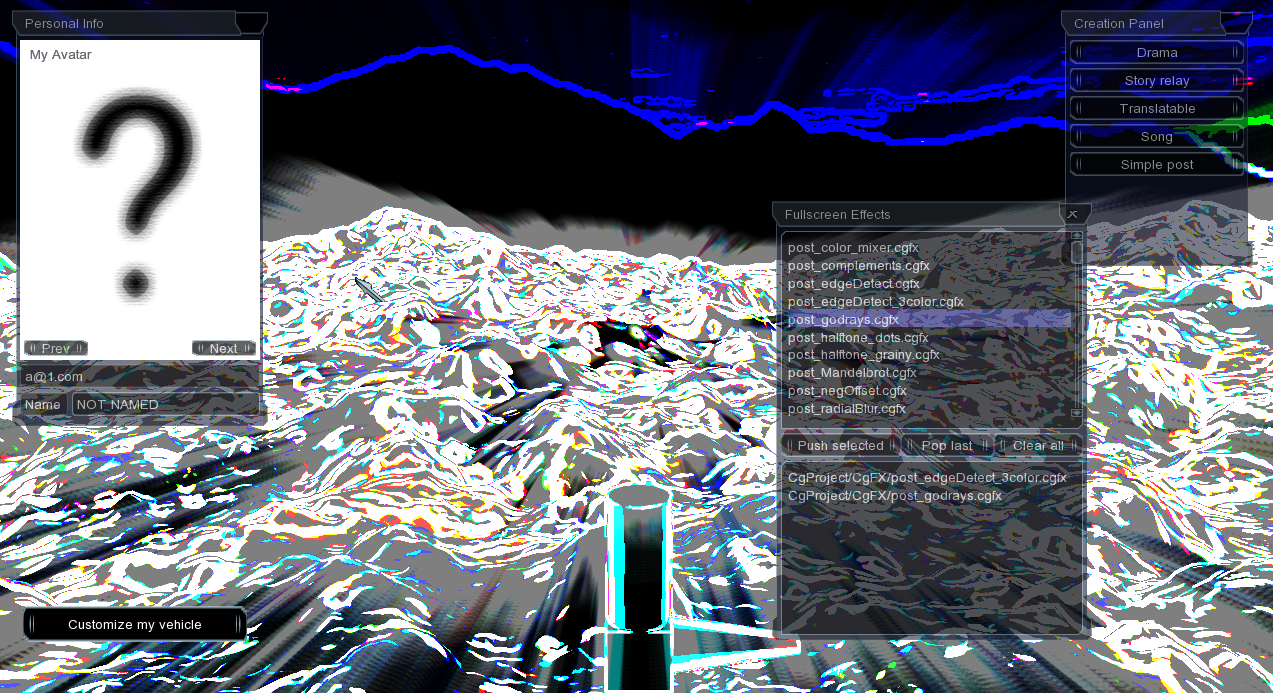 Personal Info
My Avatar
Prev
Next
a@1.com
Name
NOT NAMED
Customize my vehicle
Creation Panel
Drama
Story relay
Translatable
Song
Simple post
Fullscreen Effects
post_color_mixer.cgfx
post_complements.cgfx
post_edgeDetect.cgfx
post_edgeDetect_3color.cgfx
post_godrays.cgfx
post_halftone_dots.cgfx
post_halftone_grainy.cgfx
post_Mandelbrot.cgfx
post_negOffset.cgfx
post_radialBlur.cgfx
Push selected
Pop last
Clear all
CgProject/CgFX/post_edgeDetect_3color.cgfx
CgProject/CgFX/post_godrays.cgfx